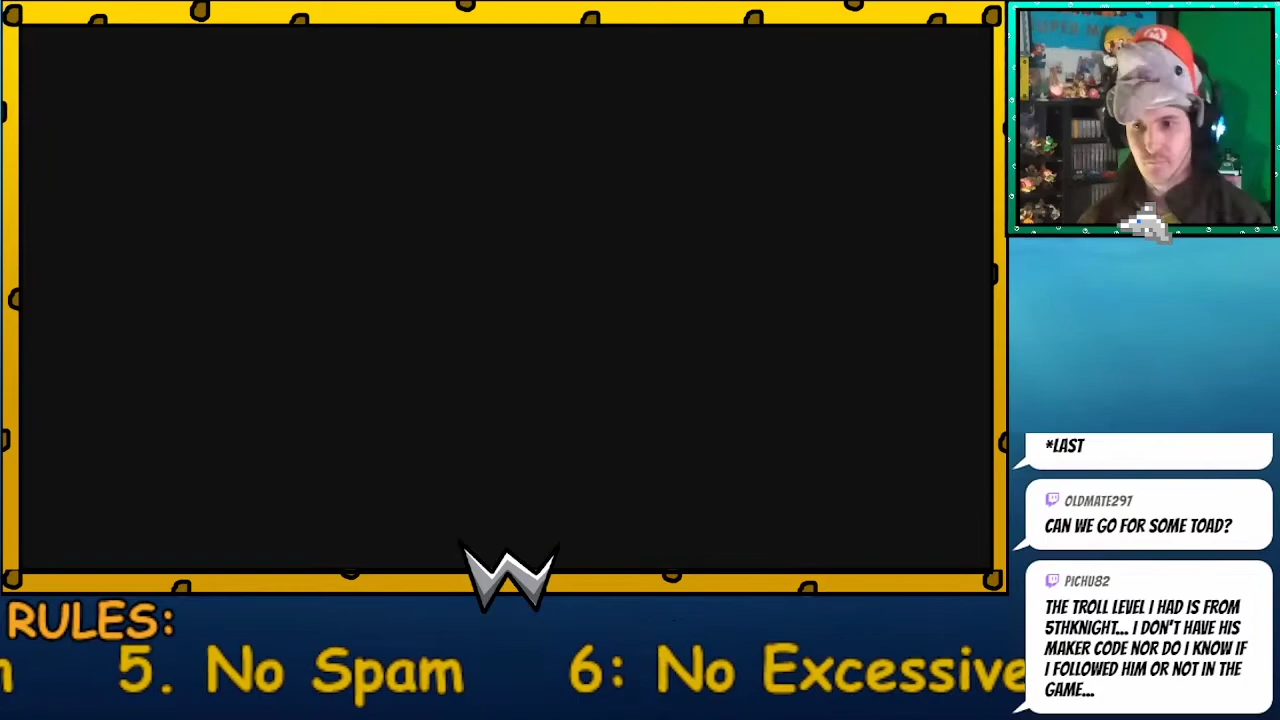 *LAST
OLDMATE297
CAN WE GO FOR SOME TOAD?
PICHU82
THE TROLL LEVEL I HAD IS FROM
5THKNIGHT... I DON'T HAVE HIS
MAKER CODE NOR DO I KNOW IF
I FOLLOWED HIM OR NOT IN THE
GAME...
RULES:
5. No Spam 6: No Excessive